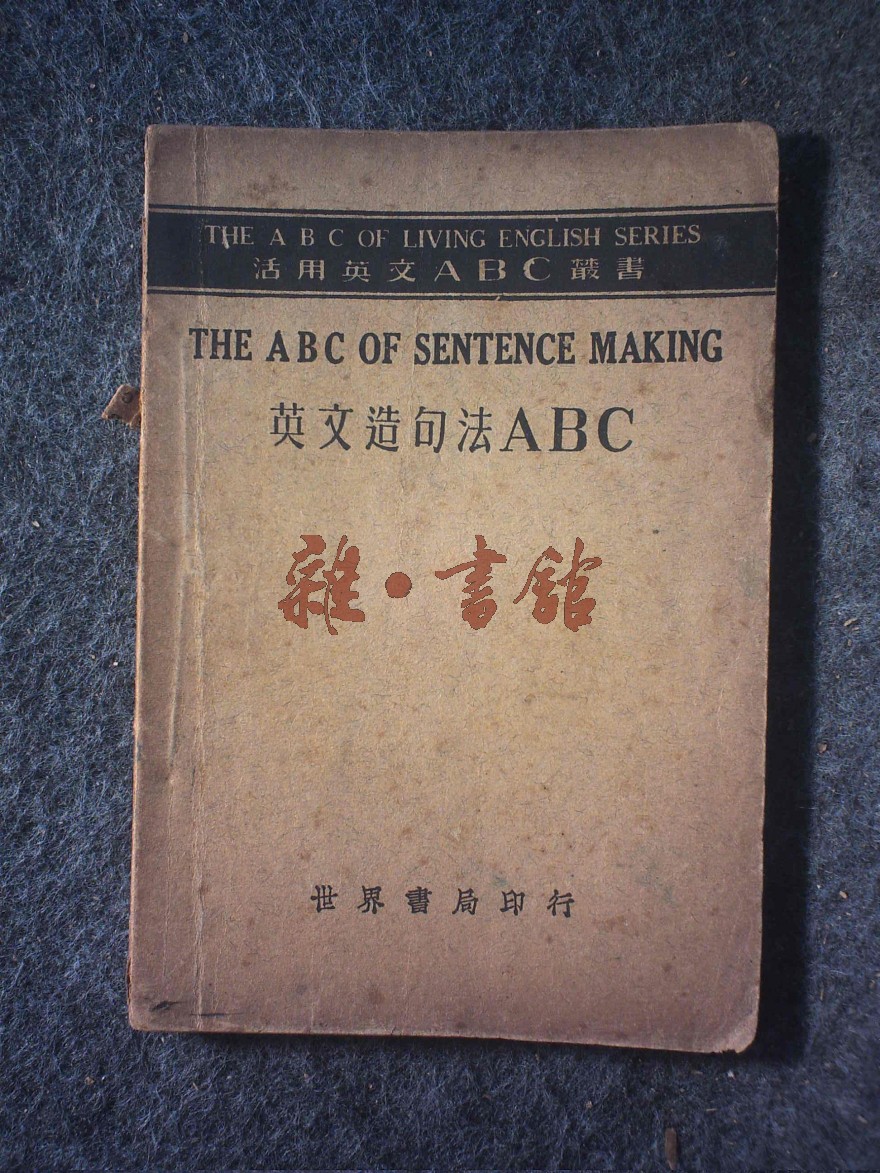 THE A B C OF LIVING ENGLISH SERIES
活用英文ABC叢書
THE ABC OF SENTENCE MAKING
英文造句法ABC
雜·書館
世界書局印行